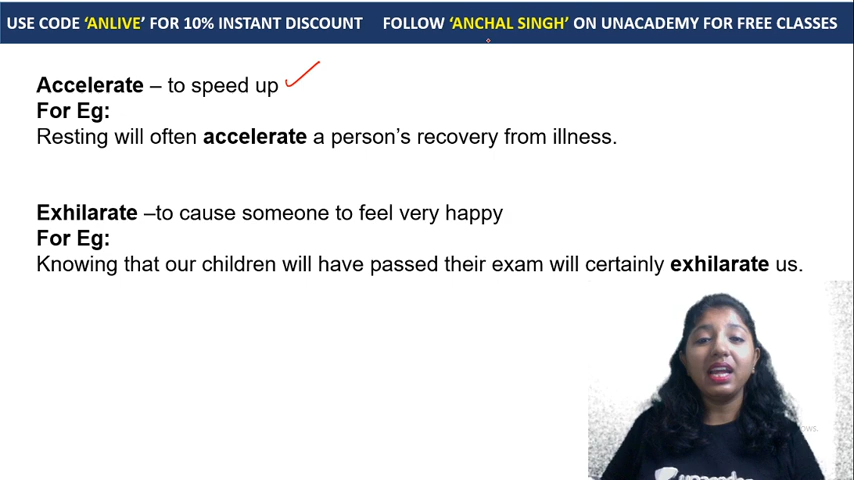 USE CODE ‘ANLIVE’ FOR 10% INSTANT DISCOUNT FOLLOW ‘ANCHAL SINGH’ ON UNACADEMY FOR FREE CLASSES
Accelerate – to speed up
For Eg:
Resting will often accelerate a person’s recovery from illness.
Exhilarate –to cause someone to feel very happy
For Eg:
Knowing that our children will have passed their exam will certainly exhilarate us.